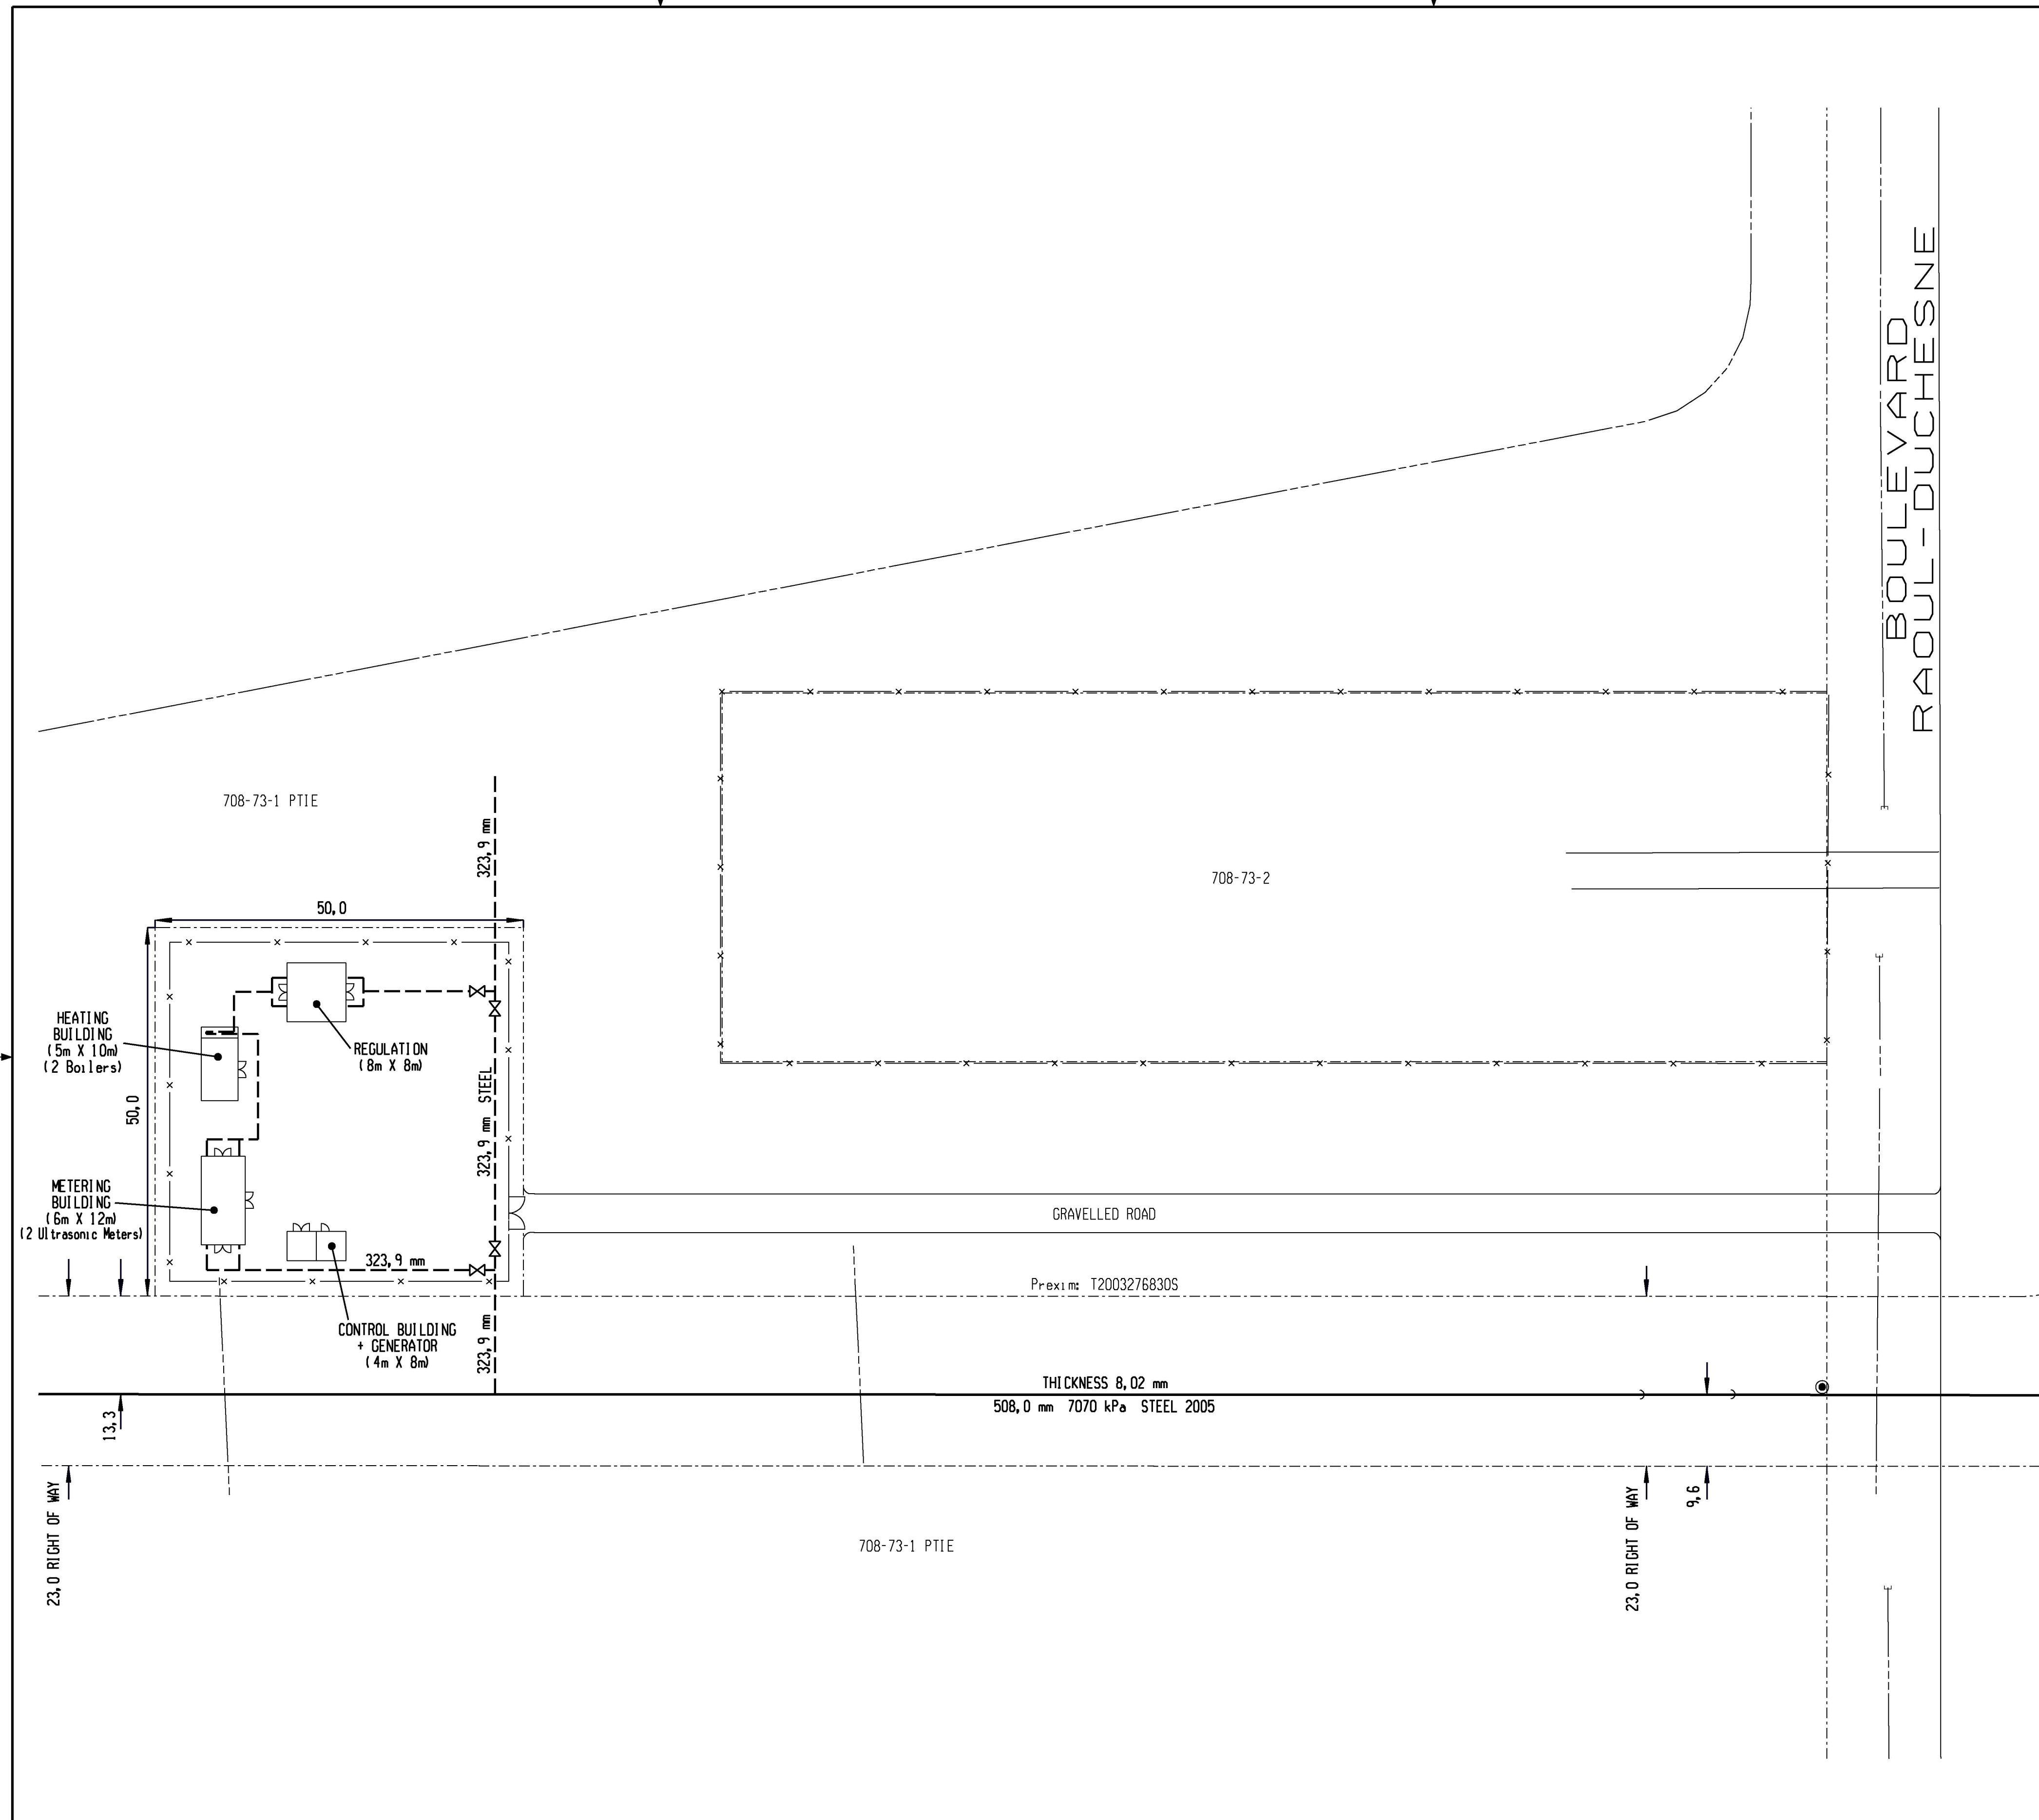 BOULEVARD
RAOUL-DUCHESNE
708-73-1 PTIE
323,9 mm
708-73-2
50,0
50,0
HEATING
BUILDING
(5m X 10m)
(2 Boilers)
REGULATION
(8m X 8m)
323,9 mm STEEL
METERING
BUILDING
(6m X 12m)
(2 Ultrasonic Meters)
GRAVELLED ROAD
323,9 mm
Prexim: T2003276830S
CONTROL BUILDING
+ GENERATOR
(4m X 8m)
323,9 mm
THICKNESS 8,02 mm
508,0 mm 7070 kPa STEEL 2005
13,3
23,0 RIGHT OF WAY
23,0 RIGHT OF WAY
9,6
708-73-1 PTIE